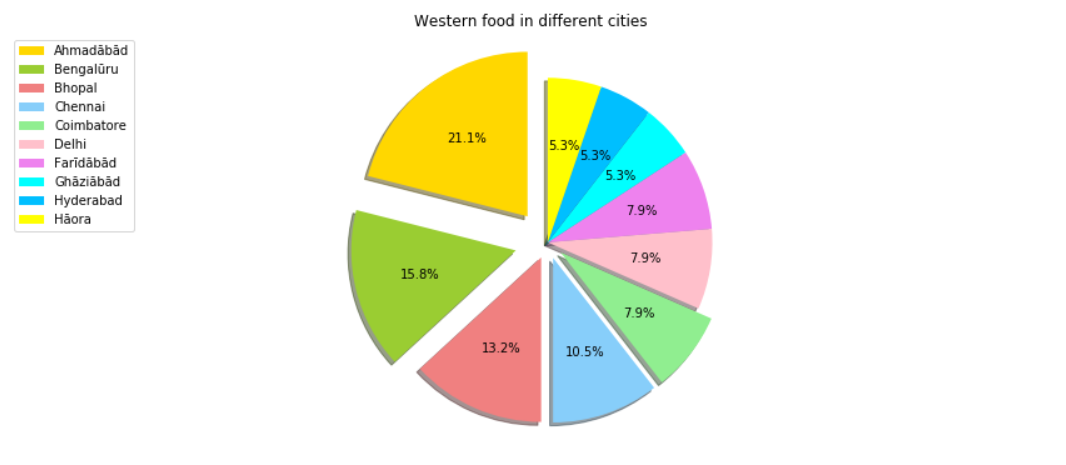 Western food in different cities
Ahmadābād
Bengalūru
Bhopal
Chennai
Coimbatore
Delhi
Farīdābād
Ghāziābād
Hyderabad
Hāora
21.1%
15.8%
13.2%
10.5%
7.9%
7.9%
7.9%
5.3%
5.3%
5.3%